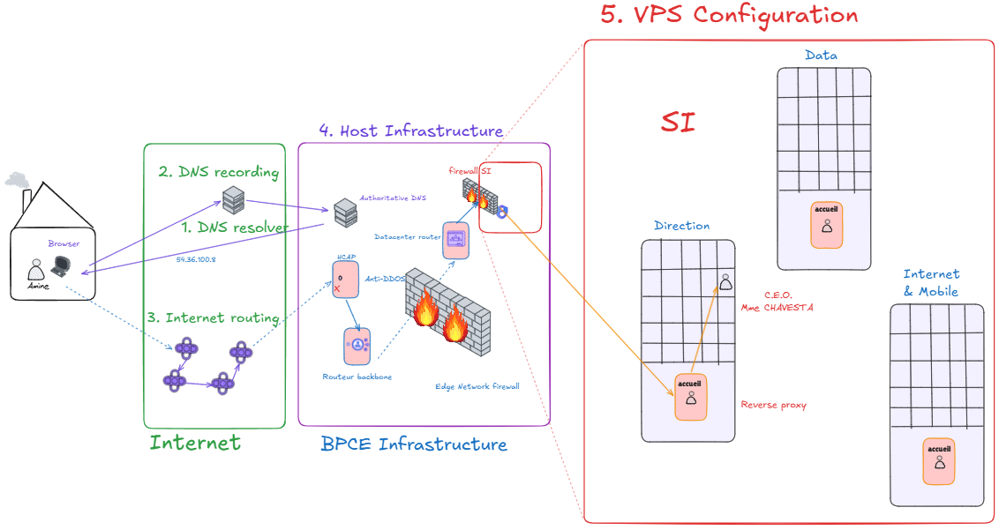 5. VPS Configuration
Data
SI
4. Host Infrastructure
2. DNS recording
firewall SI
Authoritative DNS
accueil
1. DNS resolver
Direction
Browser
Datacenter router
54.36.100.8
HCAP
Amine
Anti-DDOS
0
X
Internet
& Mobile
C.E.O.
Mme CHAVESTA
3. Internet routing
Routeur backbone
Edge Network firewall
accueil
Reverse proxy
Internet
BPCE Infrastructure
accueil